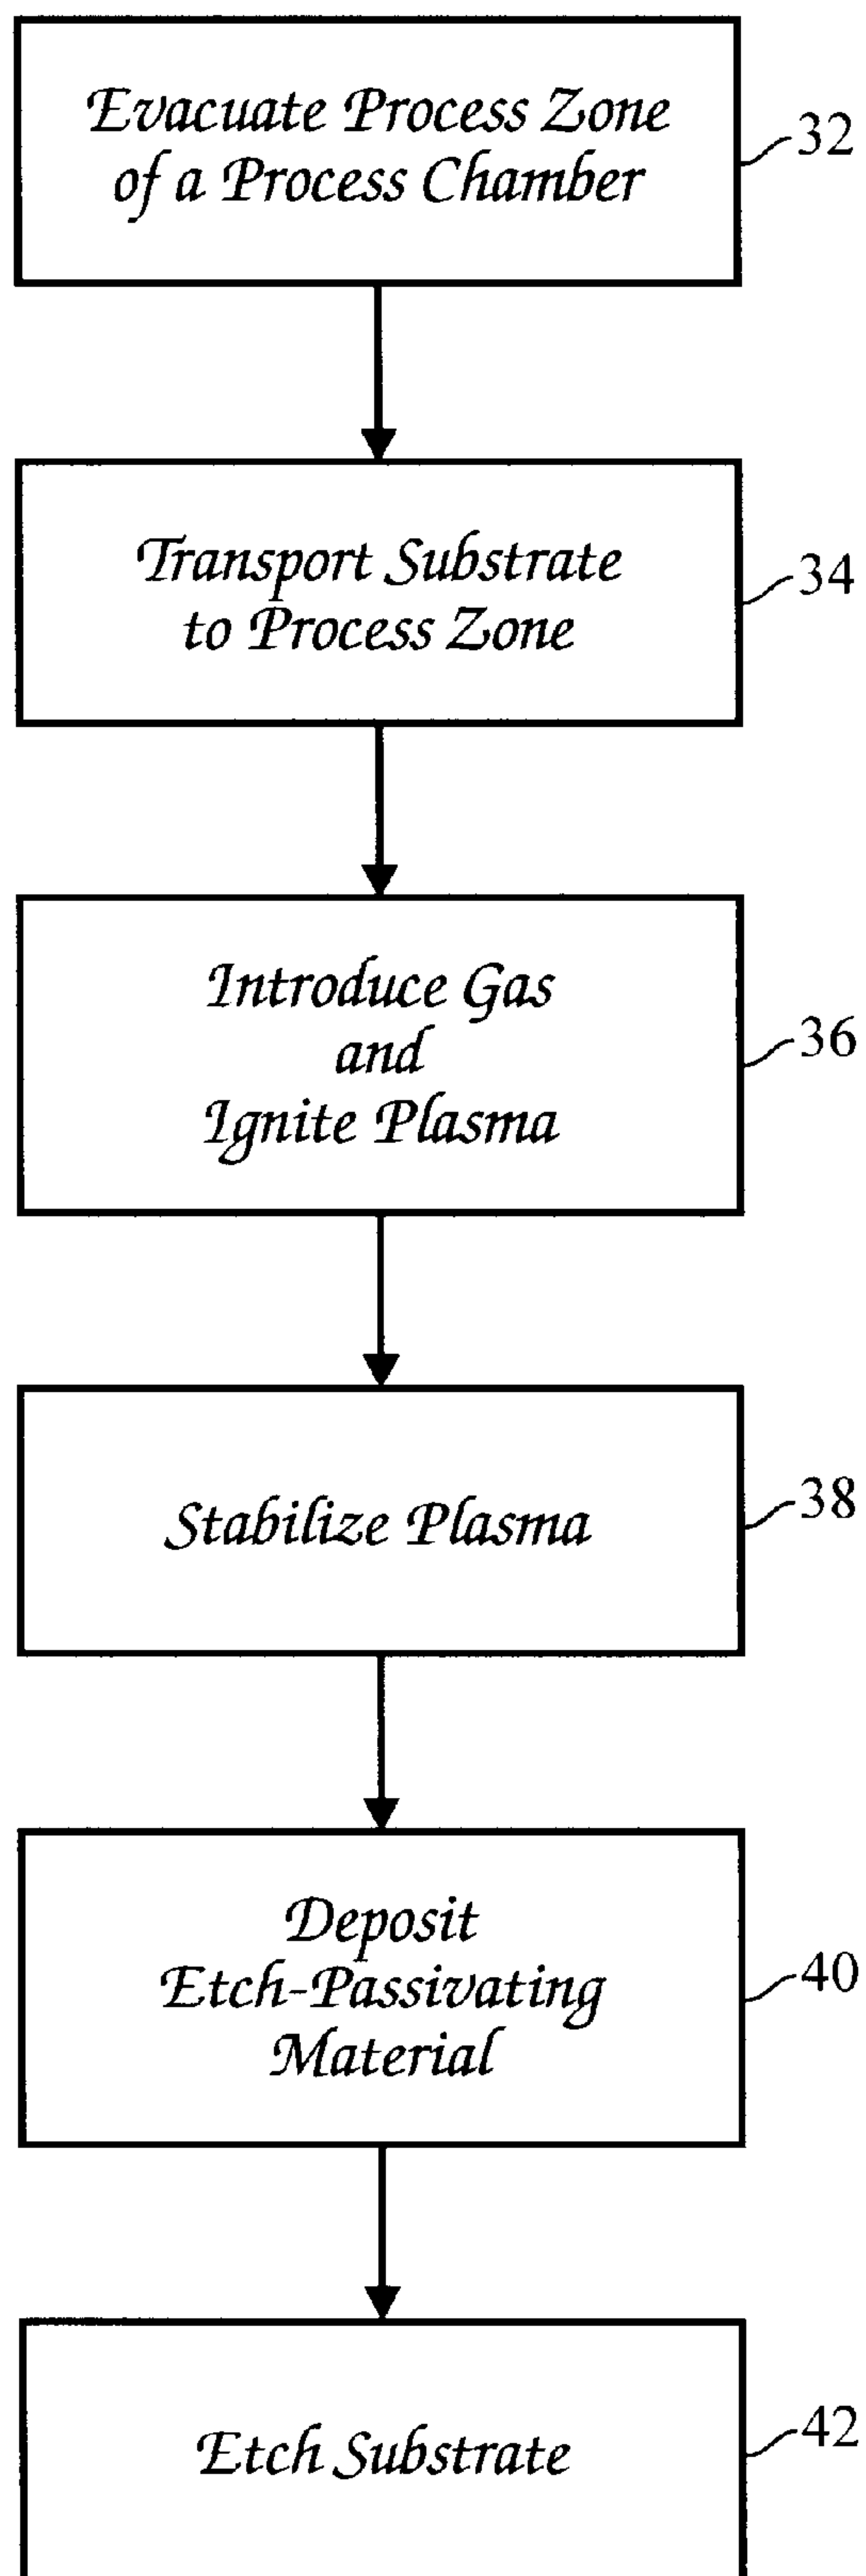 Evacuate Process Zone
of a Process Chamber
32
Transport Substrate
to Process Zone
34
Introduce Gas
and
Ignite Plasma
36
Stabilize Plasma
38
Deposit
Etch-Passivating
Material
40
Etch Substrate
42